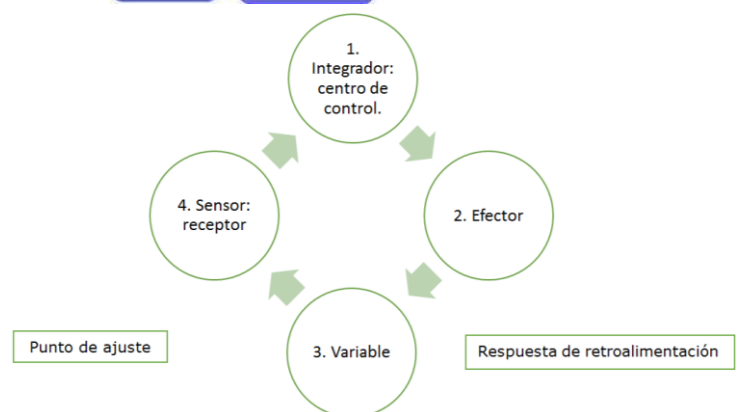 1.
Integrador:
centro de
control.
4. Sensor:
receptor
2. Efector
Punto de ajuste
3. Variable
Respuesta de retroalimentación